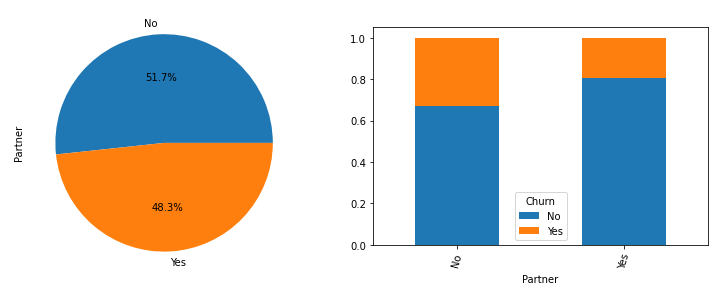 Partner
No
51.7%
48.3%
Yes
1.0
0.8
0.6
0.4
0.2
0.0
Churn
No
Yes
No
Yes
Partner